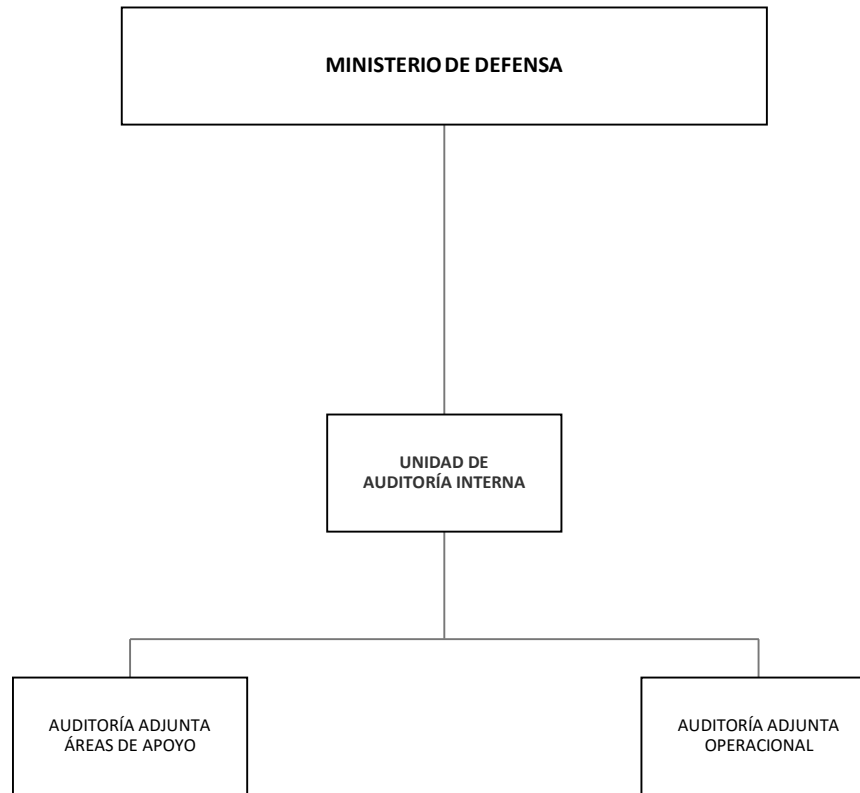 MINISTERIO DE DEFENSA
UNIDAD DE
AUDITORÍA INTERNA
AUDITORÍA ADJUNTA
ÁREAS DE APOYO
AUDITORÍA ADJUNTA
OPERACIONAL